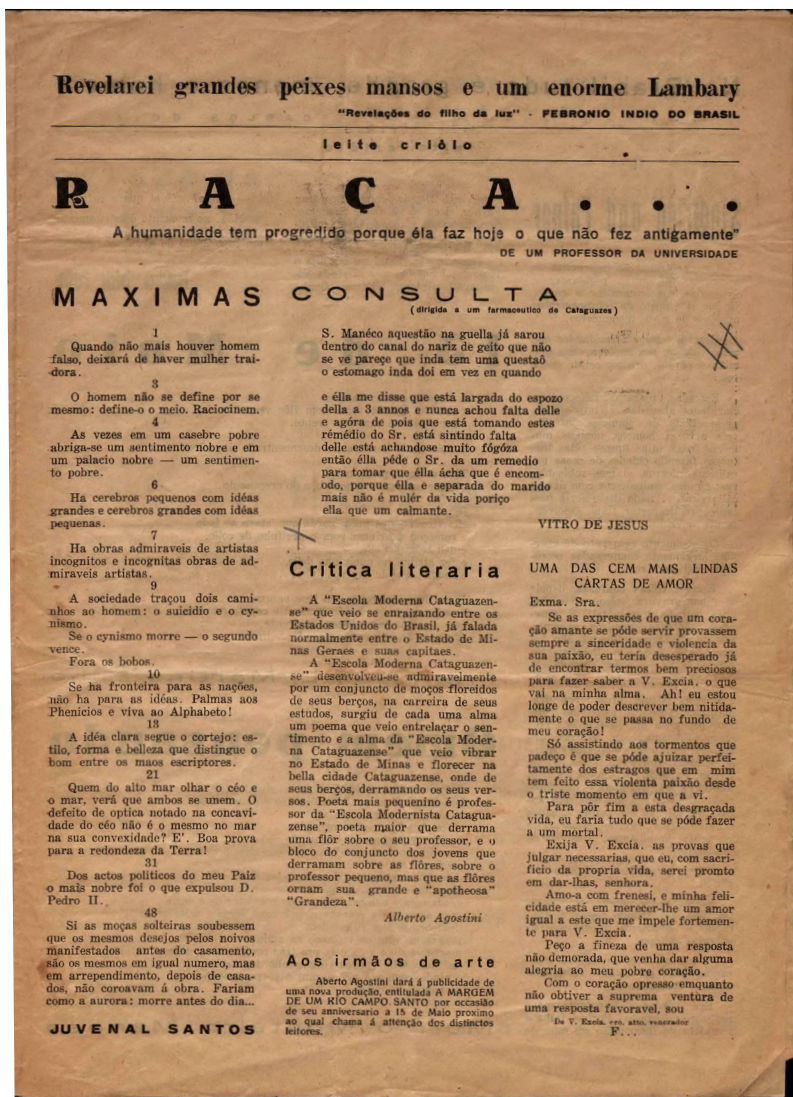 Revelarei grandes peixes mansos e um enorme Lambary
"Revelações do filho da luz" - FEBRONIO INDIO DO BRASIL
leite criôlo
RAÇA...
A humanidade tem progredido porque éla faz hoje o que não fez antigamente"
DE UM PROFESSOR DA UNIVERSIDADE
MAXIMAS
1
Quando não mais houver homem
falso, deixará de haver mulher trai-
dora.
3
O homem não se define por se
mesmo: define-o o meio. Raciocinem.
4
As vezes em um casebre pobre
abriga-se um sentimento nobre e em
um palacio nobre — um sentimen-
to pobre.
6
Ha cerebros pequenos com idéas
grandes e cerebros grandes com idéas
pequenas.
7
Ha obras admiraveis de artistas
incognitos e incognitas obras de ad-
miraveis artistas.
9
A sociedade traçou dois cami-
nhos ao homem: o suicidio e o cy-
nismo.
Se o cynismo morre — o segundo
vence.
Fora os bobos.
10
Se ha fronteira para as nações,
não ha para as idéas. Palmas aos
Phenicios e viva ao Alphabeto!
13
A idéa clara segue o cortejo: es-
tilo, forma e belleza que distingue o
bom entre os maos escriptores.
21
Quem do alto mar olhar o céo e
o mar, verá que ambos se unem. O
defeito de optica notado na concavi-
dade do céo não é o mesmo no mar
na sua convexidade? E'. Boa prova
para a redondeza da Terra!
31
Dos actos politicos do meu Paiz
o mais nobre foi o que expulsou D.
Pedro II.
48
Si as moças solteiras soubessem
que os mesmos desejos pelos noivos
manifestados antes do casamento,
são os mesmos em igual numero, mas
em arrependimento, depois de casa-
dos, não coroavam á obra. Fariam
como a aurora: morre antes do dia...
JUVENAL SANTOS
CONSULTA
(dirigida a um farmaceutico de Cataguazes)
S. Manéco aquestão na guella já sarou
dentro do canal do nariz de geito que não
se ve pareçe que inda tem uma questaõ
o estomago inda doi em vez en quando
e élla me disse que está largada do espozo
della a 3 annos e nunca achou falta delle
e agóra de pois que está tomando estes
rémédio do Sr. está sintindo falta
delle está achandose muito fógóza
então élla péde o Sr. da um remedio
para tomar que élla ácha que é encom-
odo, porque élla e separada do marido
mais não é mulér da vida poriço
ella que um calmante.
VITRO DE JESUS
Critica literaria
A "Escola Moderna Cataguazen-
se" que veio se enraizando entre os
Estados Unidos do Brasil, já falada
normalmente entre o Estado de Mi-
nas Geraes e suas capitaes.
A "Escola Moderna Cataguazen-
se" desenvolveu-se admiravelmente
por um conjuncto de moços floreidos
de seus berços, na carreira de seus
estudos, surgiu de cada uma alma
um poema que veio entrelaçar o sen-
timento e a alma da "Escola Moder-
na Cataguazense" que veio vibrar
no Estado de Minas e florecer na
bella cidade Cataguazense, onde de
seus berços, derramando os seus ver-
sos. Poeta mais pequenino é profes-
sor da "Escola Modernista Catagua-
zense", poeta maior que derrama
uma flôr sobre o seu professor, e o
bloco do conjuncto dos jovens que
derramam sobre as flôres, sobre o
professor pequeno, mas que as flôres
ornam sua grande e "apotheosa"
"Grandeza".
Alberto Agostini
Aos irmãos de arte
Aberto Agostini dará á publicidade de
uma nova produção, entitulada A MARGEM
DE UM RIO CAMPO SANTO por occasião
de seu anniversario a 15 de Maio proximo
ao qual chama á attenção dos distinctos
leitores.
UMA DAS CEM MAIS LINDAS
CARTAS DE AMOR
Exma. Sra.
Se as expressões de que um cora-
ção amante se póde servir provassem
sempre a sinceridade e violencia da
sua paixão, eu teria desesperado já
de encontrar termos bem preciosos
para fazer saber a V. Excia. o que
vai na minha alma. Ah! eu estou
longe de poder descrever bem nitida-
mente o que se passa no fundo de
meu coração!
Só assistindo aos tormentos que
padeço é que se póde ajuizar perfei-
tamente dos estragos que em mim
tem feito essa violenta paixão desde
o triste momento em que a vi.
Para pôr fim a esta desgraçada
vida, eu faria tudo que se póde fazer
a um mortal.
Exija V. Excia. as provas que
julgar necessarias, que eu, com sacri-
ficio da propria vida, serei promto
em dar-lhas, senhora.
Amo-a com frenesi, e minha feli-
cidade está em merecer-lhe um amor
igual a este que me impele fortemen-
te para V. Excia.
Peço a fineza de uma resposta
não demorada, que venha dar alguma
alegria ao meu pobre coração.
Com o coração opresso emquanto
não obtiver a suprema ventúra de
uma resposta favoravel, sou
De V. Excia. cro. atto. venerador
F...